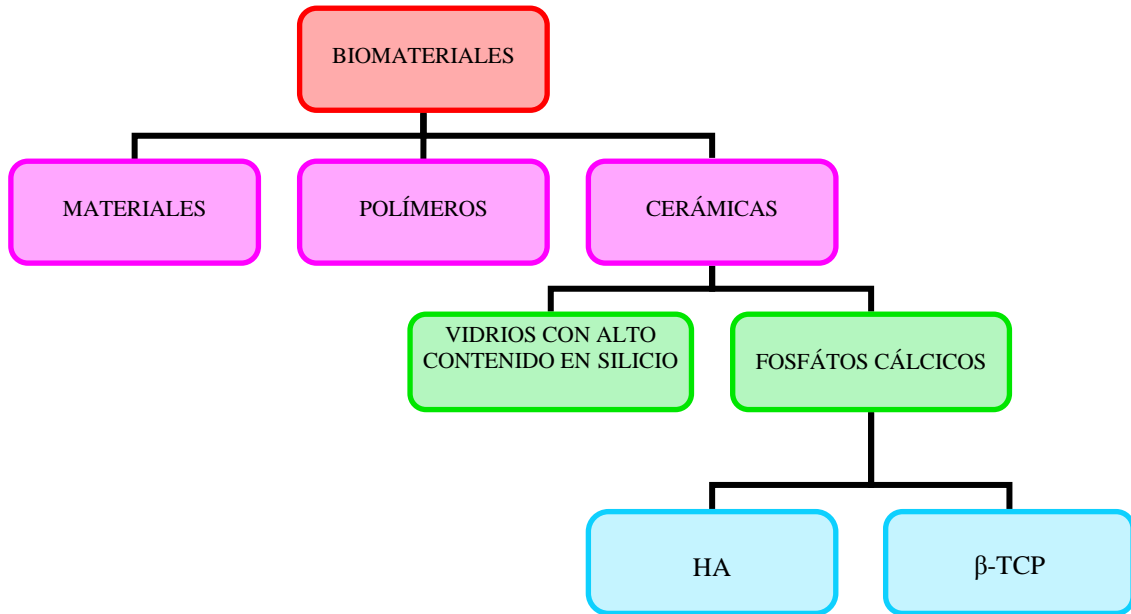 BIOMATERIALES
MATERIALES
POLÍMEROS
CERÁMICAS
VIDRIOS CON ALTO
CONTENIDO EN SILICIO
FOSFÁTOS CÁLCICOS
HA
β-TCP